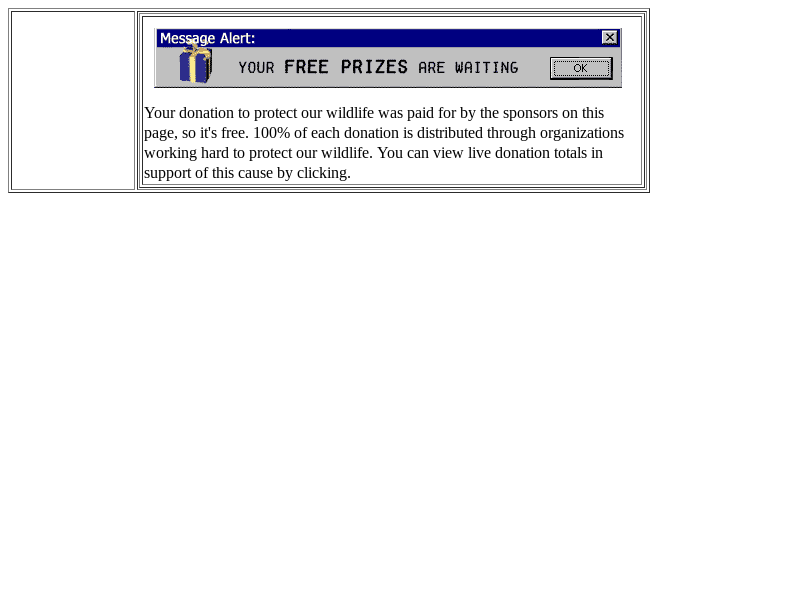 Message Alert:
YOUR FREE PRIZES ARE WAITING
OK
Your donation to protect our wildlife was paid for by the sponsors on this
page, so it's free. 100% of each donation is distributed through organizations
working hard to protect our wildlife. You can view live donation totals in
support of this cause by clicking.